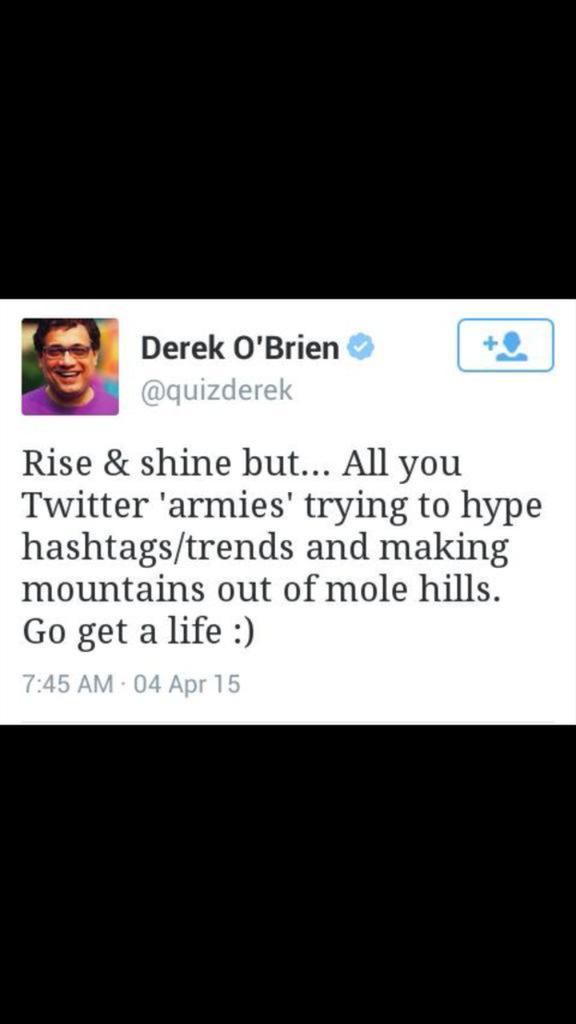 Derek O'Brien
@quizderek
Rise & shine but... All you
Twitter 'armies' trying to hype
hashtags/trends and making
mountains out of mole hills.
Go get a life :)
7:45 AM · 04 Apr 15